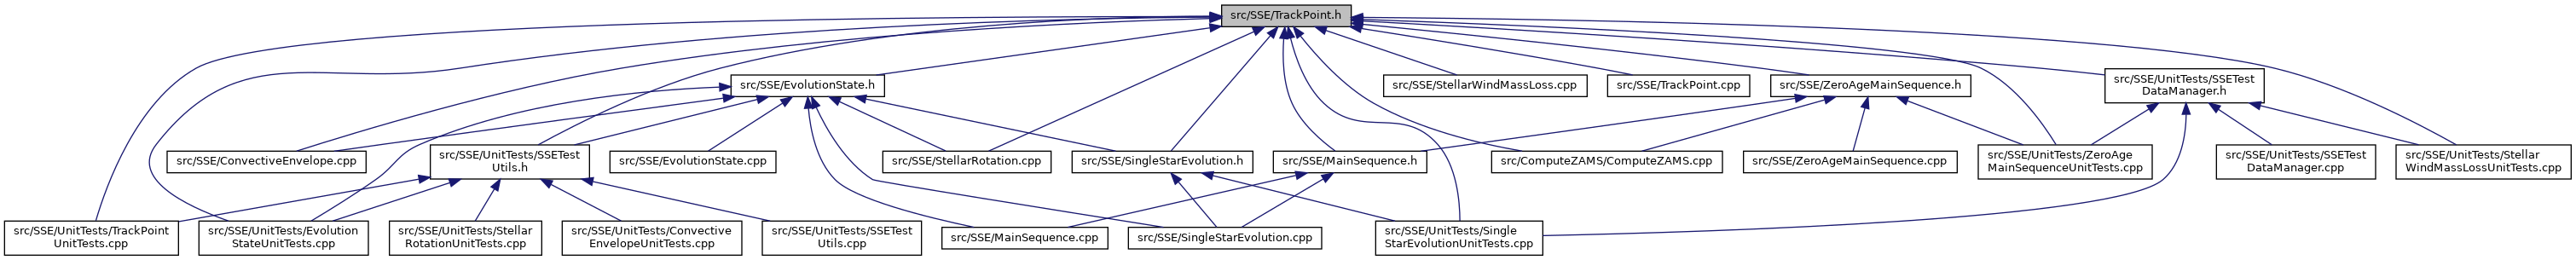 src/SSE/TrackPoint.h
src/SSE/EvolutionState.h
src/SSE/StellarWindMassLoss.cpp
src/SSE/TrackPoint.cpp
src/SSE/ZeroAgeMainSequence.h
src/SSE/UnitTests/SSETest
DataManager.h
src/SSE/ConvectiveEnvelope.cpp
src/SSE/UnitTests/SSETest
Utils.h
src/SSE/EvolutionState.cpp
src/SSE/StellarRotation.cpp
src/SSE/SingleStarEvolution.h
src/SSE/MainSequence.h
src/ComputeZAMS/ComputeZAMS.cpp
src/SSE/ZeroAgeMainSequence.cpp
src/SSE/UnitTests/ZeroAge
MainSequenceUnitTests.cpp
src/SSE/UnitTests/SSETest
DataManager.cpp
src/SSE/UnitTests/Stellar
WindMassLossUnitTests.cpp
src/SSE/UnitTests/TrackPoint
UnitTests.cpp
src/SSE/UnitTests/Evolution
StateUnitTests.cpp
src/SSE/UnitTests/Stellar
RotationUnitTests.cpp
src/SSE/UnitTests/Convective
EnvelopeUnitTests.cpp
src/SSE/UnitTests/SSETest
Utils.cpp
src/SSE/MainSequence.cpp
src/SSE/SingleStarEvolution.cpp
src/SSE/UnitTests/Single
StarEvolutionUnitTests.cpp